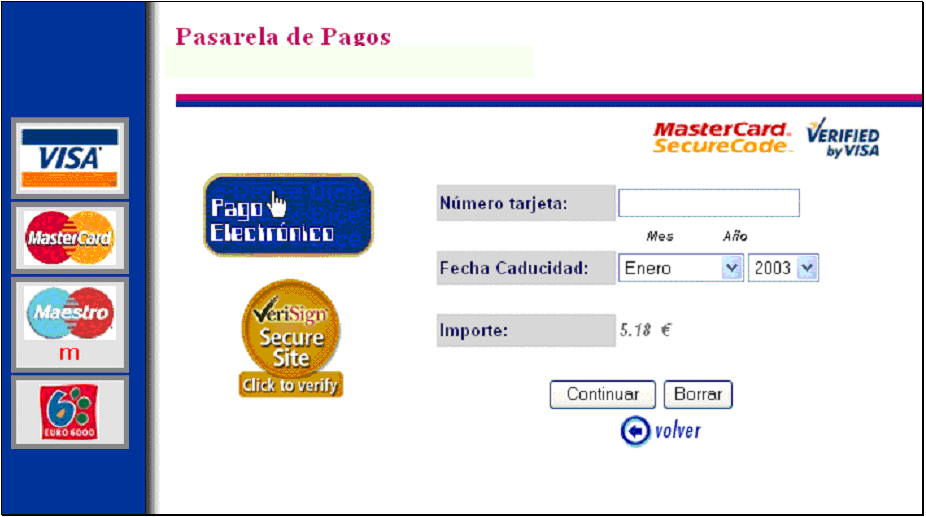 Pasarela de Pagos
MasterCard.
SecureCode.
VERIFIED
by VISA
VISA
MasterCard
Maestro
m
6
EURO 6000
Pago
Electrónico
VeriSign
Secure
Site
Click to verify
Número tarjeta:
Mes Año
Fecha Caducidad: Enero 2003
Importe: 5.18 €
Continuar Borrar
volver